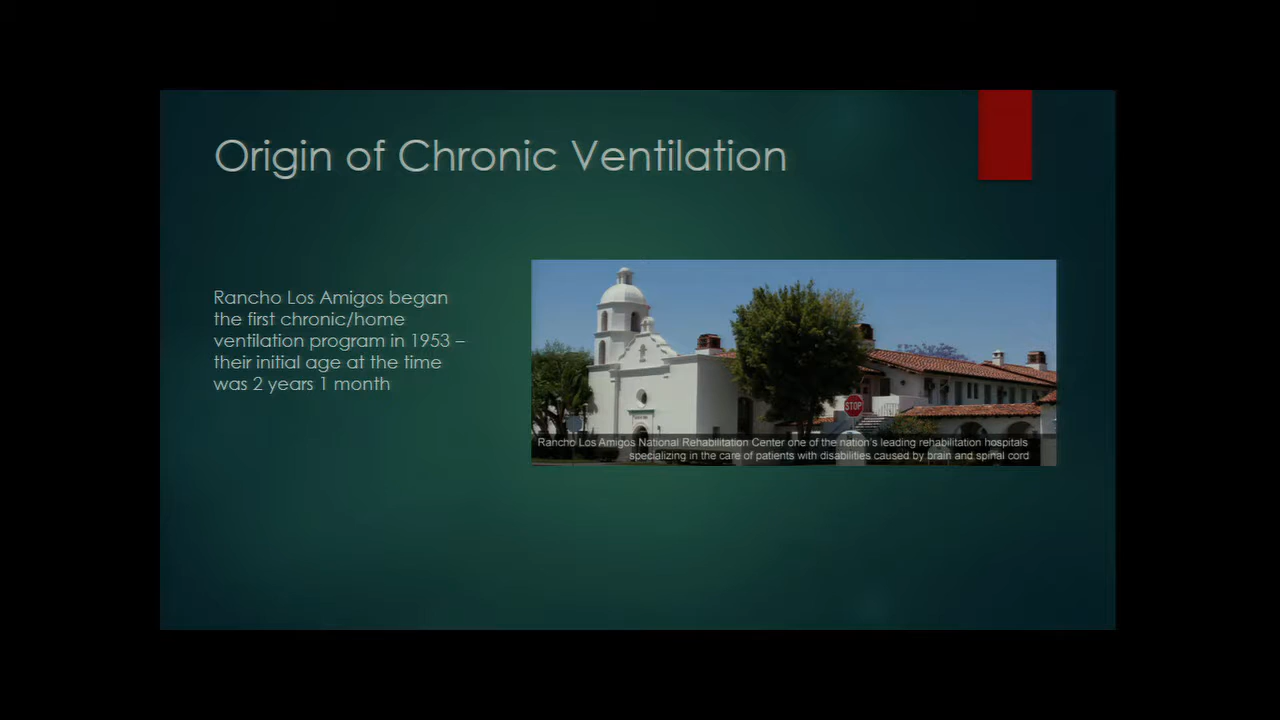 Origin of Chronic Ventilation
Rancho Los Amigos began
the first chronic/home
ventilation program in 1953 –
their initial age at the time
was 2 years 1 month
STOP
Rancho Los Amigos National Rehabilitation Center one of the nation's leading rehabilitation hospitals
specializing in the care of patients with disabilities caused by brain and spinal cord